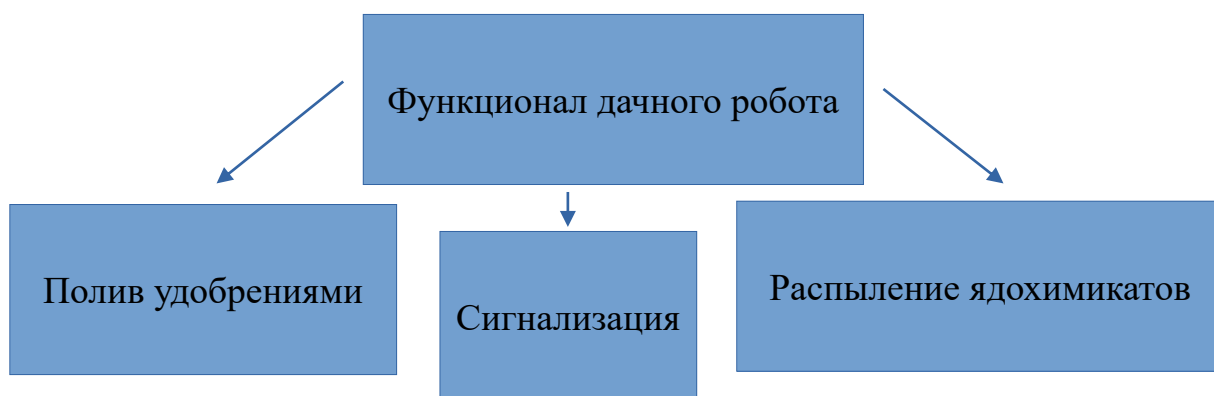 Функционал дачного робота
Полив удобрениями
Сигнализация
Распыление ядохимикатов